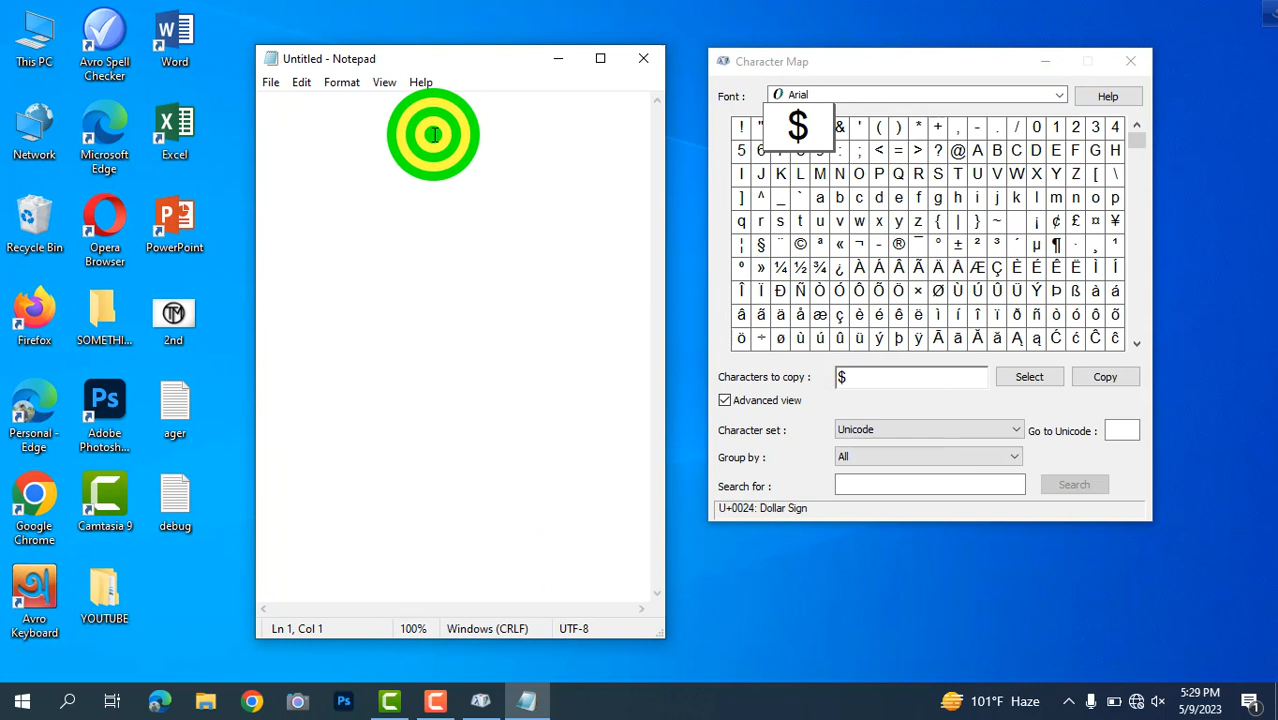 This PC
Avro Spell
Checker
Word
Network
Microsoft
Edge
Excel
Recycle Bin
Opera
Browser
PowerPoint
Firefox
SOMETHI...
2nd
Personal -
Edge
Adobe
Photosh...
ager
Google
Chrome
Camtasia 9
debug
Avro
Keyboard
YOUTUBE
Untitled - Notepad
File Edit Format View Help
Ln 1, Col 1 100% Windows (CRLF) UTF-8
Character Map
Font : Arial Help
$
! " & ' ( ) * + , - . / 0 1 2 3 4
5 6 : ; < = > ? @ A B C D E F G H
I J K L M N O P Q R S T U V W X Y Z [ \
] ^ _ ` a b c d e f g h i j k l m n o p
q r s t u v w x y z { | } ~ ¡ ¢ £ ¤ ¥
¦ § ¨ © ª « ¬ - ® ¯ ° ± ² ³ ´ µ ¶ · ¸ ¹
º » ¼ ½ ¾ ¿ À Á Â Ã Ä Å Æ Ç È É Ê Ë Ì Í
Î Ï Ð Ñ Ò Ó Ô Õ Ö × Ø Ù Ú Û Ü Ý Þ ß à á
â ã ä å æ ç è é ê ë ì í î ï ð ñ ò ó ô õ
ö ÷ ø ù ú û ü ý þ ÿ Ā ā Ă ă Ą ą Ć ć Ĉ ĉ
Characters to copy : $ Select Copy
Advanced view
Character set : Unicode Go to Unicode :
Group by : All
Search for : Search
U+0024: Dollar Sign
Ps
101°F Haze
5:29 PM
5/9/2023
1